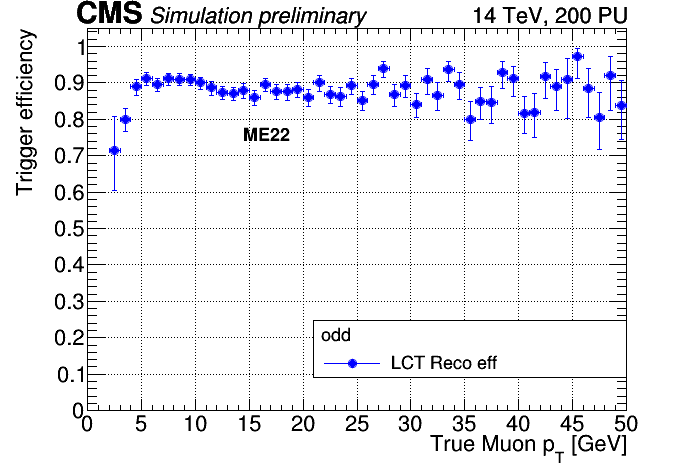 CMS Simulation preliminary 14 TeV, 200 PU
Trigger efficiency
1
0.9
0.8
ME22
0.7
0.6
0.5
0.4
0.3
0.2
odd
0.1
LCT Reco eff
0
0 5 10 15 20 25 30 35 40 45 50
True Muon p_T [GeV]